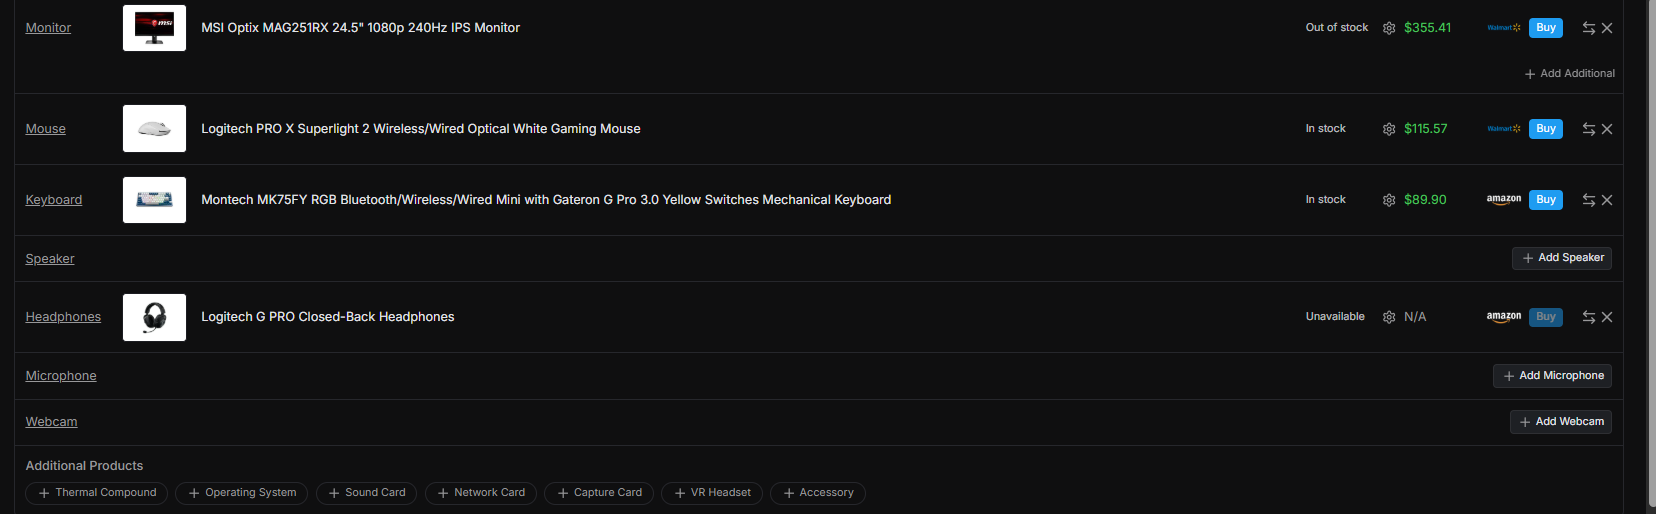 Monitor
msi
MSI Optix MAG251RX 24.5" 1080p 240Hz IPS Monitor
Out of stock
$355.41
Walmart
Buy
+ Add Additional
Mouse
Logitech PRO X Superlight 2 Wireless/Wired Optical White Gaming Mouse
In stock
$115.57
Walmart
Buy
Keyboard
Montech MK75FY RGB Bluetooth/Wireless/Wired Mini with Gateron G Pro 3.0 Yellow Switches Mechanical Keyboard
In stock
$89.90
amazon
Buy
Speaker
+ Add Speaker
Headphones
Logitech G PRO Closed-Back Headphones
Unavailable
N/A
amazon
Buy
Microphone
+ Add Microphone
Webcam
+ Add Webcam
Additional Products
+ Thermal Compound
+ Operating System
+ Sound Card
+ Network Card
+ Capture Card
+ VR Headset
+ Accessory